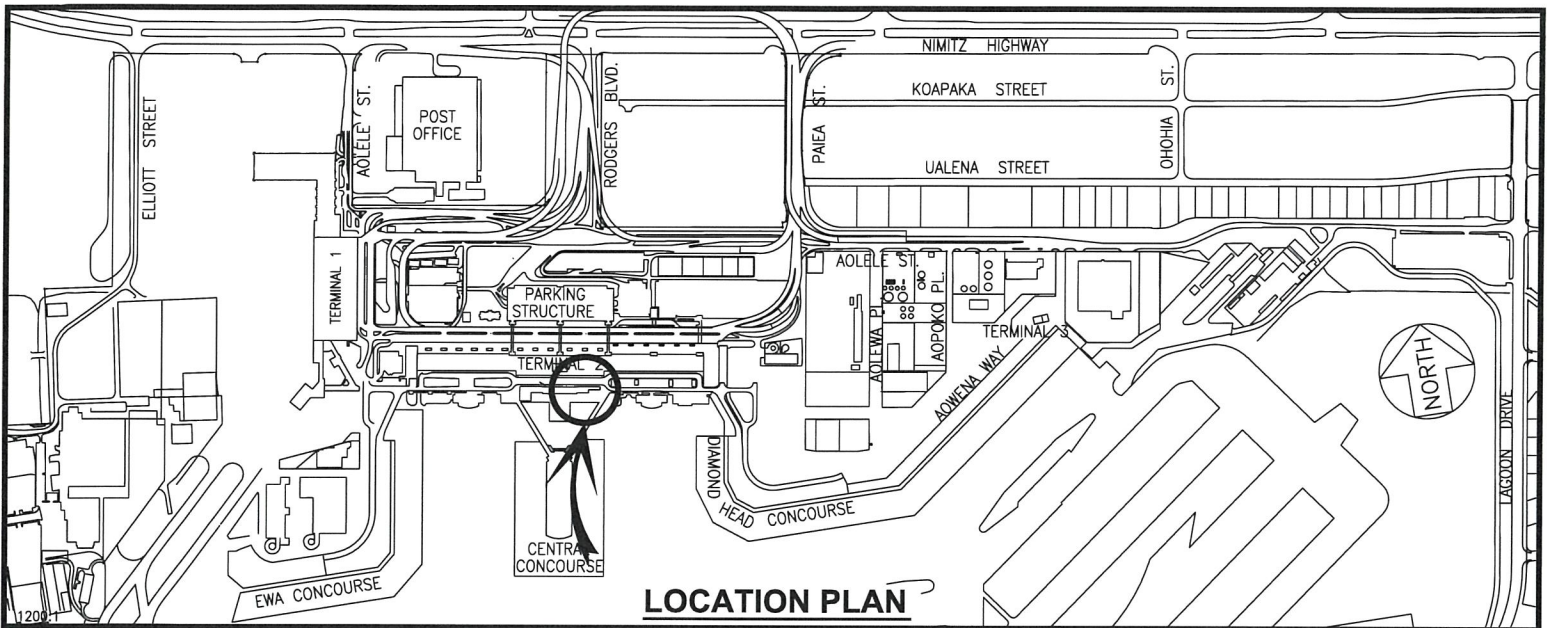 NIMITZ HIGHWAY
KOAPAKA STREET
UALENA STREET
ELLIOTT STREET
AOLELE ST.
POST
OFFICE
RODGERS BLVD.
PAIEA ST.
OHOHIA ST.
TERMINAL 1
PARKING
STRUCTURE
TERMINAL 2
AOLELE ST.
AOLEWA PL.
AOPOKO PL.
TERMINAL 3
AOWENA WAY
NORTH
LAGOON DRIVE
DIAMOND HEAD CONCOURSE
CENTRAL
CONCOURSE
EWA CONCOURSE
LOCATION PLAN
1200:1